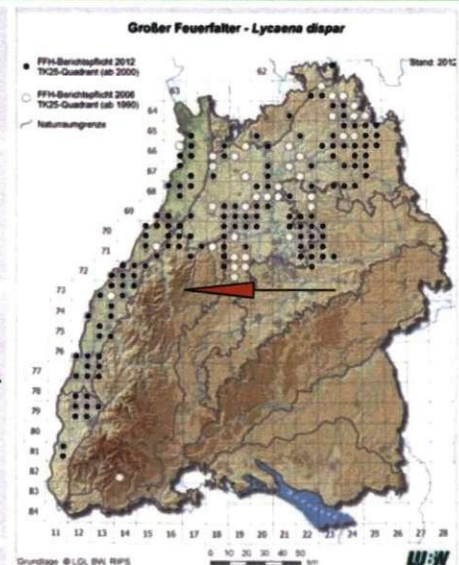 Großer Feuerfalter - Lycaena dispar
FFH-Berichtspflicht 2012
TK25-Quadrant (ab 2000)
FFH-Berichtspflicht 2006
TK25-Quadrant (ab 1990)
Naturraumgrenze
Stand: 2012
62
63
64
65
66
67
68
69
70
71
72
73
74
75
76
77
78
79
80
81
82
83
84
11 12 13 14 15 16 17 18 19 20 21 22 23 24 25 26 27 28
Grundlage © LGL BW, RIPS
0 10 20 30 40 50
km
LUBW